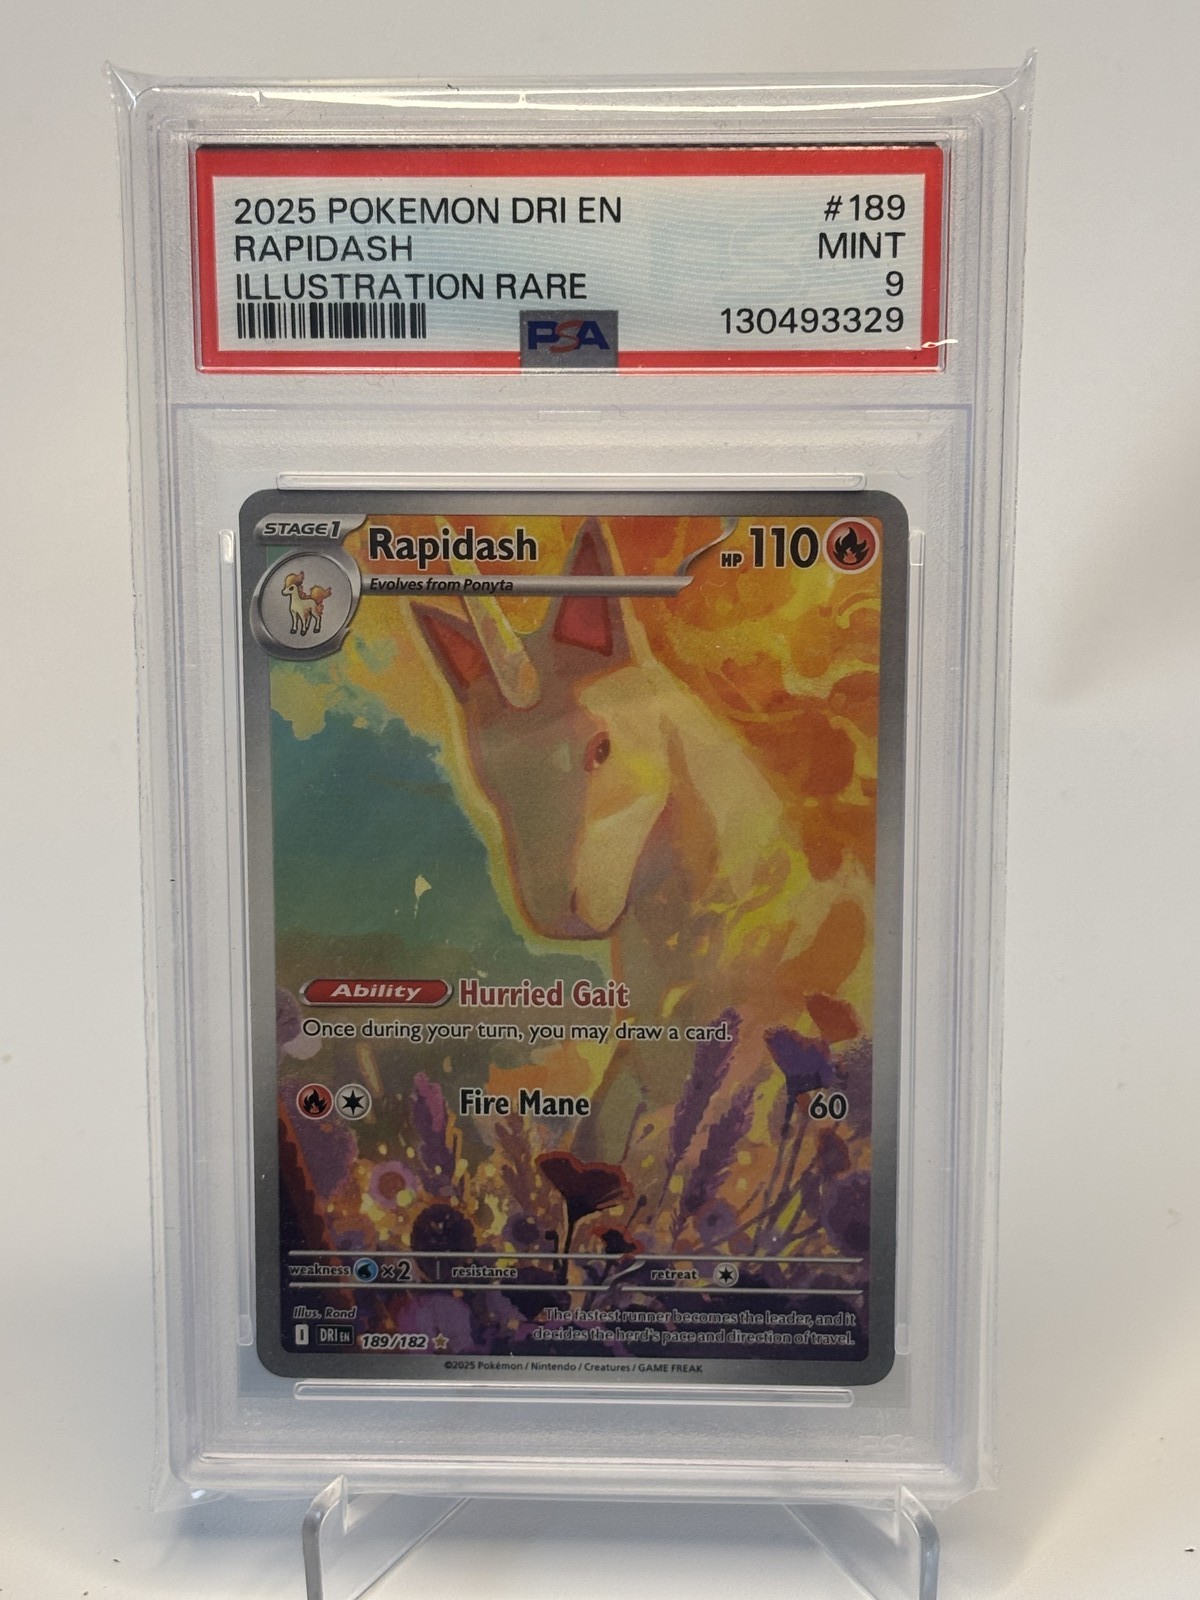 2025 POKEMON DRI EN #189
RAPIDASH MINT
ILLUSTRATION RARE 9
PSA 130493329
STAGE 1 Rapidash HP 110
Evolves from Ponyta
Ability Hurried Gait
Once during your turn, you may draw a card.
Fire Mane 60
weakness ×2 resistance retreat
Illus. Rond
The fastest runner becomes the leader, and it
decides the herd's pace and direction of travel.
I DRI EN 189/182
©2025 Pokémon / Nintendo / Creatures / GAME FREAK
PSA